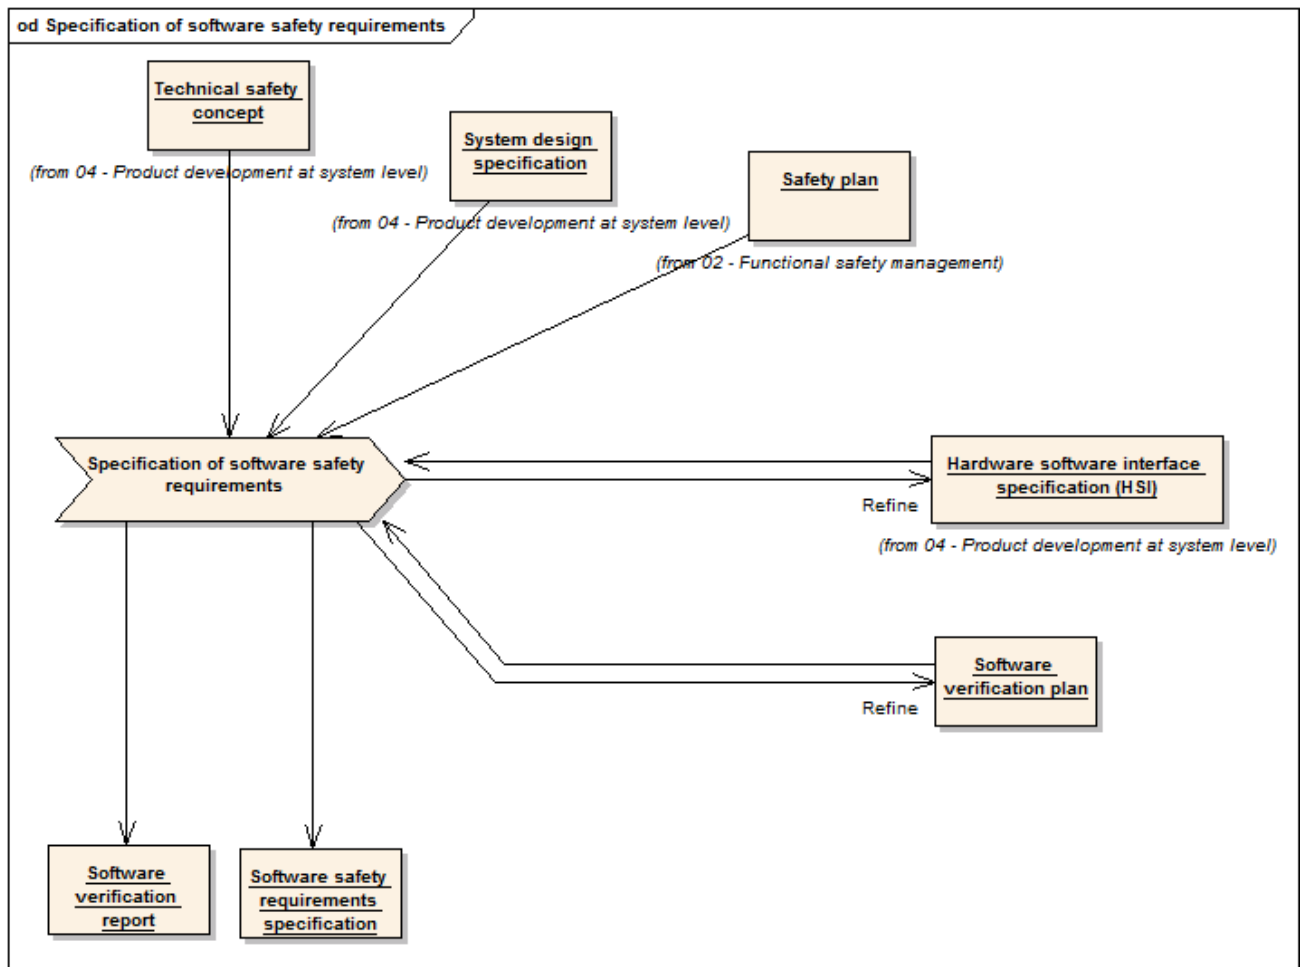 od Specification of software safety requirements
Technical safety
concept
(from 04 - Product development at system level)
System design
specification
(from 04 - Product development at system level)
Safety plan
(from 02 - Functional safety management)
Specification of software safety
requirements
Hardware software interface
specification (HSI)
Refine
(from 04 - Product development at system level)
Software
verification plan
Refine
Software
verification
report
Software safety
requirements
specification